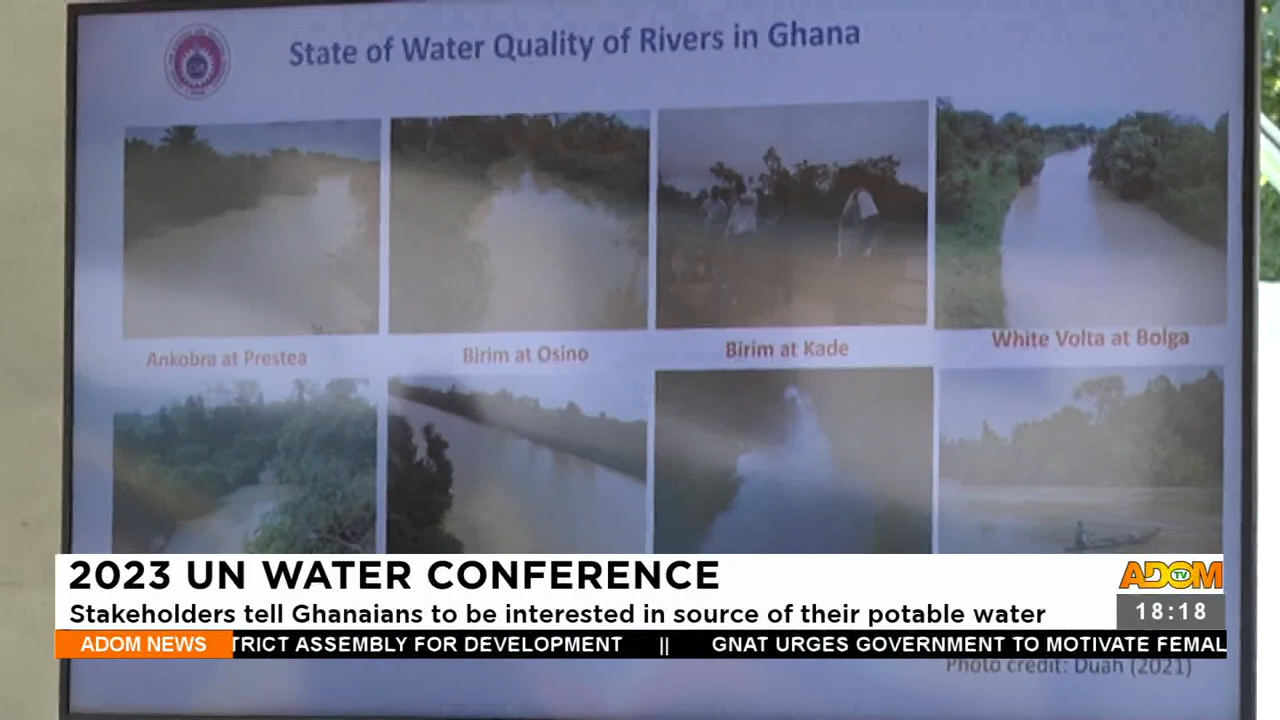 State of Water Quality of Rivers in Ghana
Ankobra at Prestea
Birim at Osino
Birim at Kade
White Volta at Bolga
2023 UN WATER CONFERENCE
Stakeholders tell Ghanaians to be interested in source of their potable water
ADOM TV
18:18
ADOM NEWS
TRICT ASSEMBLY FOR DEVELOPMENT || GNAT URGES GOVERNMENT TO MOTIVATE FEMAL
Photo credit: Duah (2021)